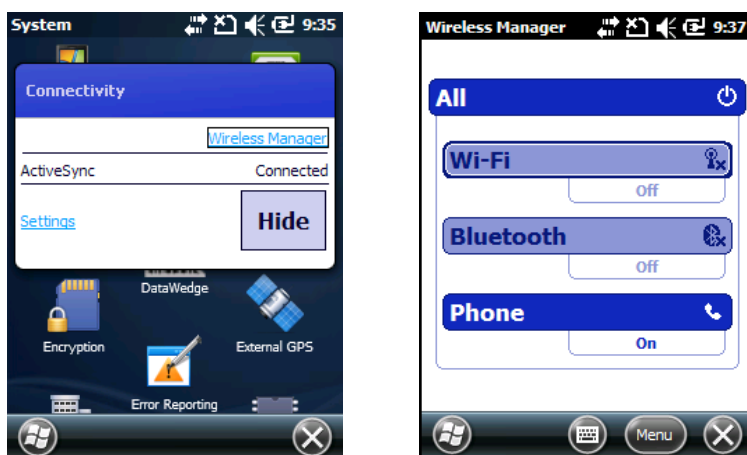 System 9:35
Connectivity
Wireless Manager
ActiveSync Connected
Settings Hide
DataWedge
Encryption External GPS
Error Reporting
Wireless Manager 9:37
All
Wi-Fi
Off
Bluetooth
Off
Phone
On
Menu